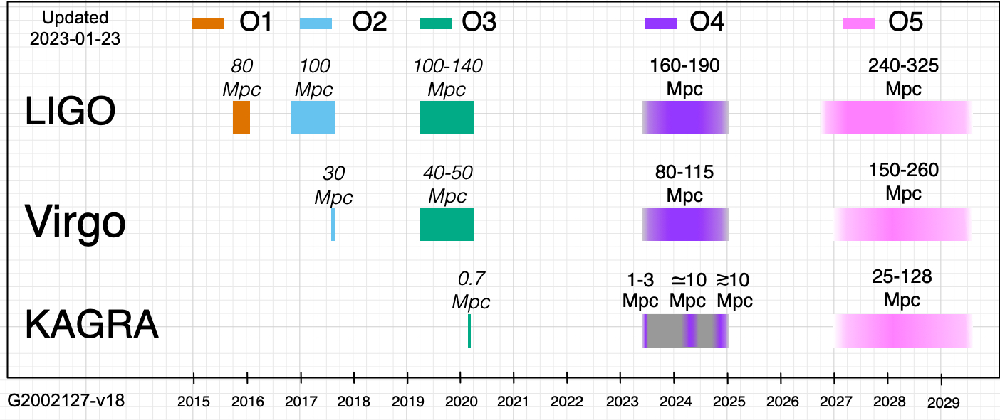 Updated
2023-01-23
O1 O2 O3 O4 O5
80 100 100-140 160-190 240-325
Mpc Mpc Mpc Mpc Mpc
LIGO
30 40-50 80-115 150-260
Mpc Mpc Mpc Mpc
Virgo
0.7 1-3 ≃10 ≳10 25-128
Mpc Mpc Mpc Mpc Mpc
KAGRA
G2002127-v18 2015 2016 2017 2018 2019 2020 2021 2022 2023 2024 2025 2026 2027 2028 2029